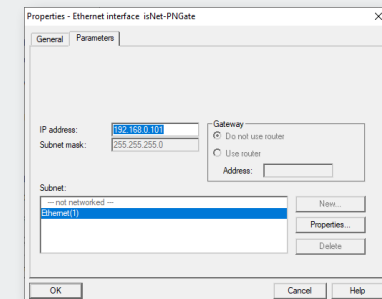 Properties - Ethernet interface isNet-PNGate
General Parameters
IP address: 192.168.0.101
Subnet mask: 255.255.255.0
Gateway
Do not use router
Use router
Address:
Subnet:
--- not networked ---
Ethernet(1)
New...
Properties...
Delete
OK Cancel Help